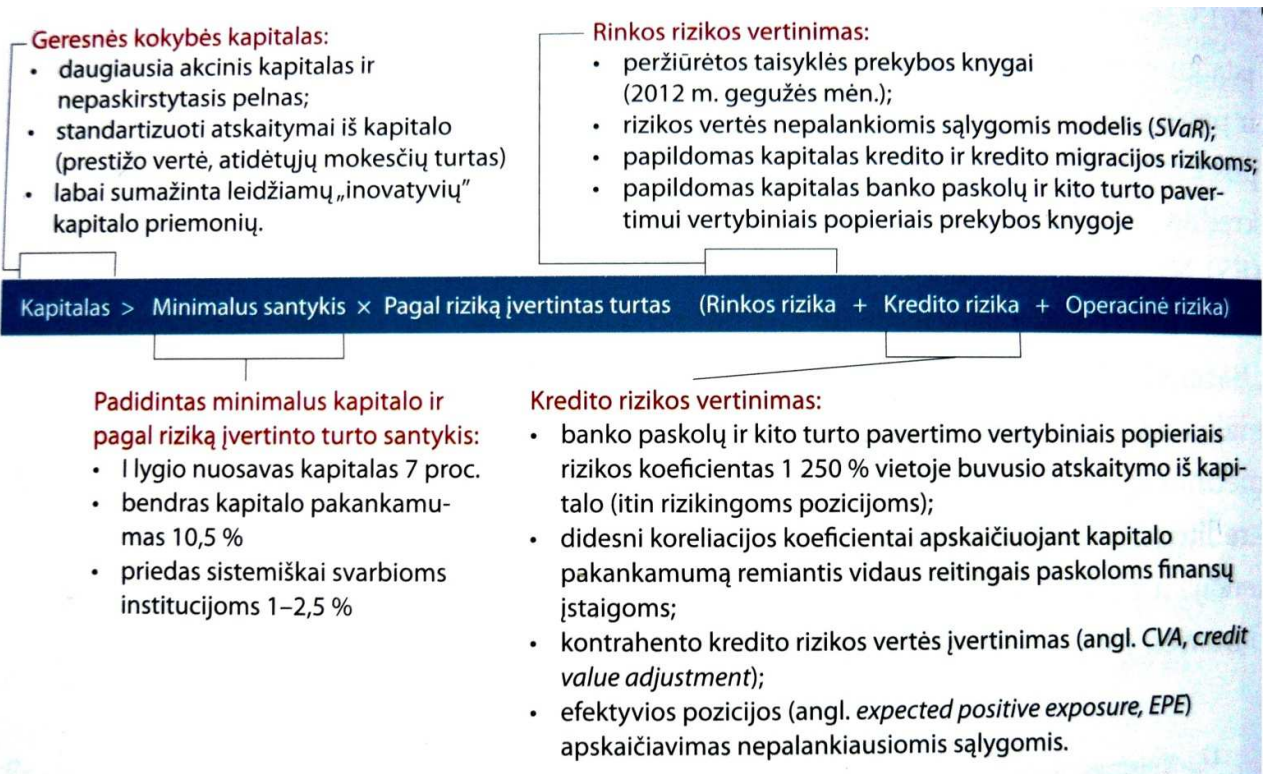 Geresnės kokybės kapitalas:
• daugiausia akcinis kapitalas ir
nepaskirstytasis pelnas;
• standartizuoti atskaitymai iš kapitalo
(prestižo vertė, atidėtųjų mokesčių turtas)
• labai sumažinta leidžiamų „inovatyvių”
kapitalo priemonių.
Rinkos rizikos vertinimas:
• peržiūrėtos taisyklės prekybos knygai
(2012 m. gegužės mėn.);
• rizikos vertės nepalankiomis sąlygomis modelis (SVaR);
• papildomas kapitalas kredito ir kredito migracijos rizikoms;
• papildomas kapitalas banko paskolų ir kito turto paver-
timui vertybiniais popieriais prekybos knygoje
Kapitalas > Minimalus santykis × Pagal riziką įvertintas turtas (Rinkos rizika + Kredito rizika + Operacinė rizika)
Padidintas minimalus kapitalo ir
pagal riziką įvertinto turto santykis:
• I lygio nuosavas kapitalas 7 proc.
• bendras kapitalo pakankamu-
mas 10,5 %
• priedas sistemiškai svarbioms
institucijoms 1–2,5 %
Kredito rizikos vertinimas:
• banko paskolų ir kito turto pavertimo vertybiniais popieriais
rizikos koeficientas 1 250 % vietoje buvusio atskaitymo iš kapi-
talo (itin rizikingoms pozicijoms);
• didesni koreliacijos koeficientai apskaičiuojant kapitalo
pakankamumą remiantis vidaus reitingais paskoloms finansų
įstaigoms;
• kontrahento kredito rizikos vertės įvertinimas (angl. CVA, credit
value adjustment);
• efektyvios pozicijos (angl. expected positive exposure, EPE)
apskaičiavimas nepalankiausiomis sąlygomis.